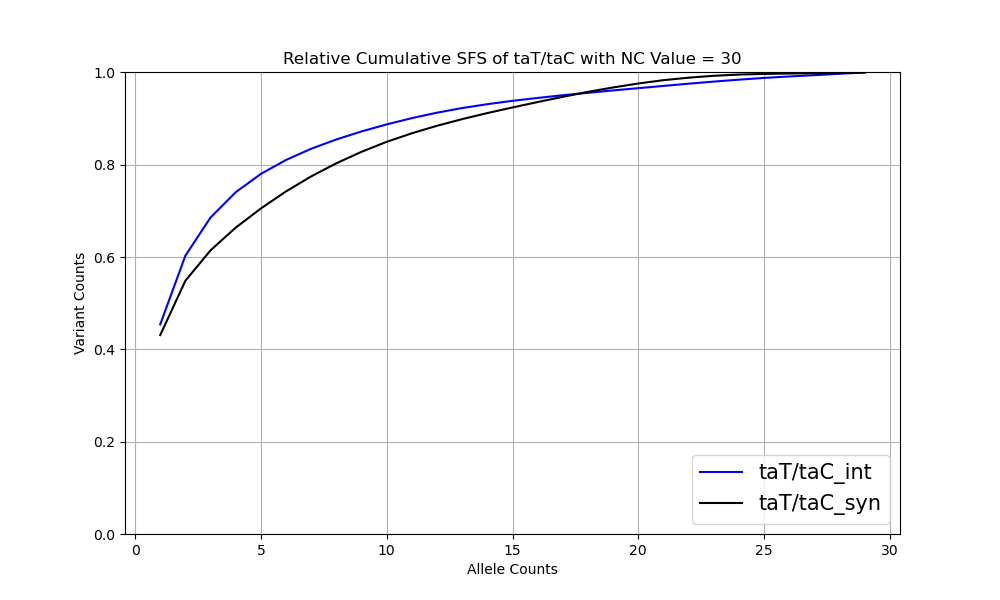 Relative Cumulative SFS of taT/taC with NC Value = 30
1.0
0.8
0.6
0.4
0.2
0.0
Variant Counts
0 5 10 15 20 25 30
Allele Counts
taT/taC_int
taT/taC_syn